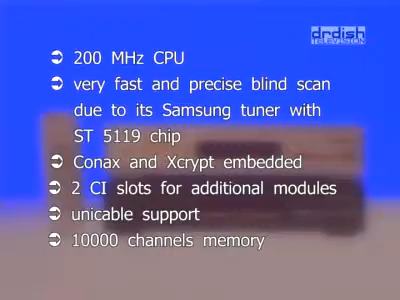 drdish
TELEVISION
200 MHz CPU
very fast and precise blind scan
due to its Samsung tuner with
ST 5119 chip
Conax and Xcrypt embedded
2 CI slots for additional modules
unicable support
10000 channels memory